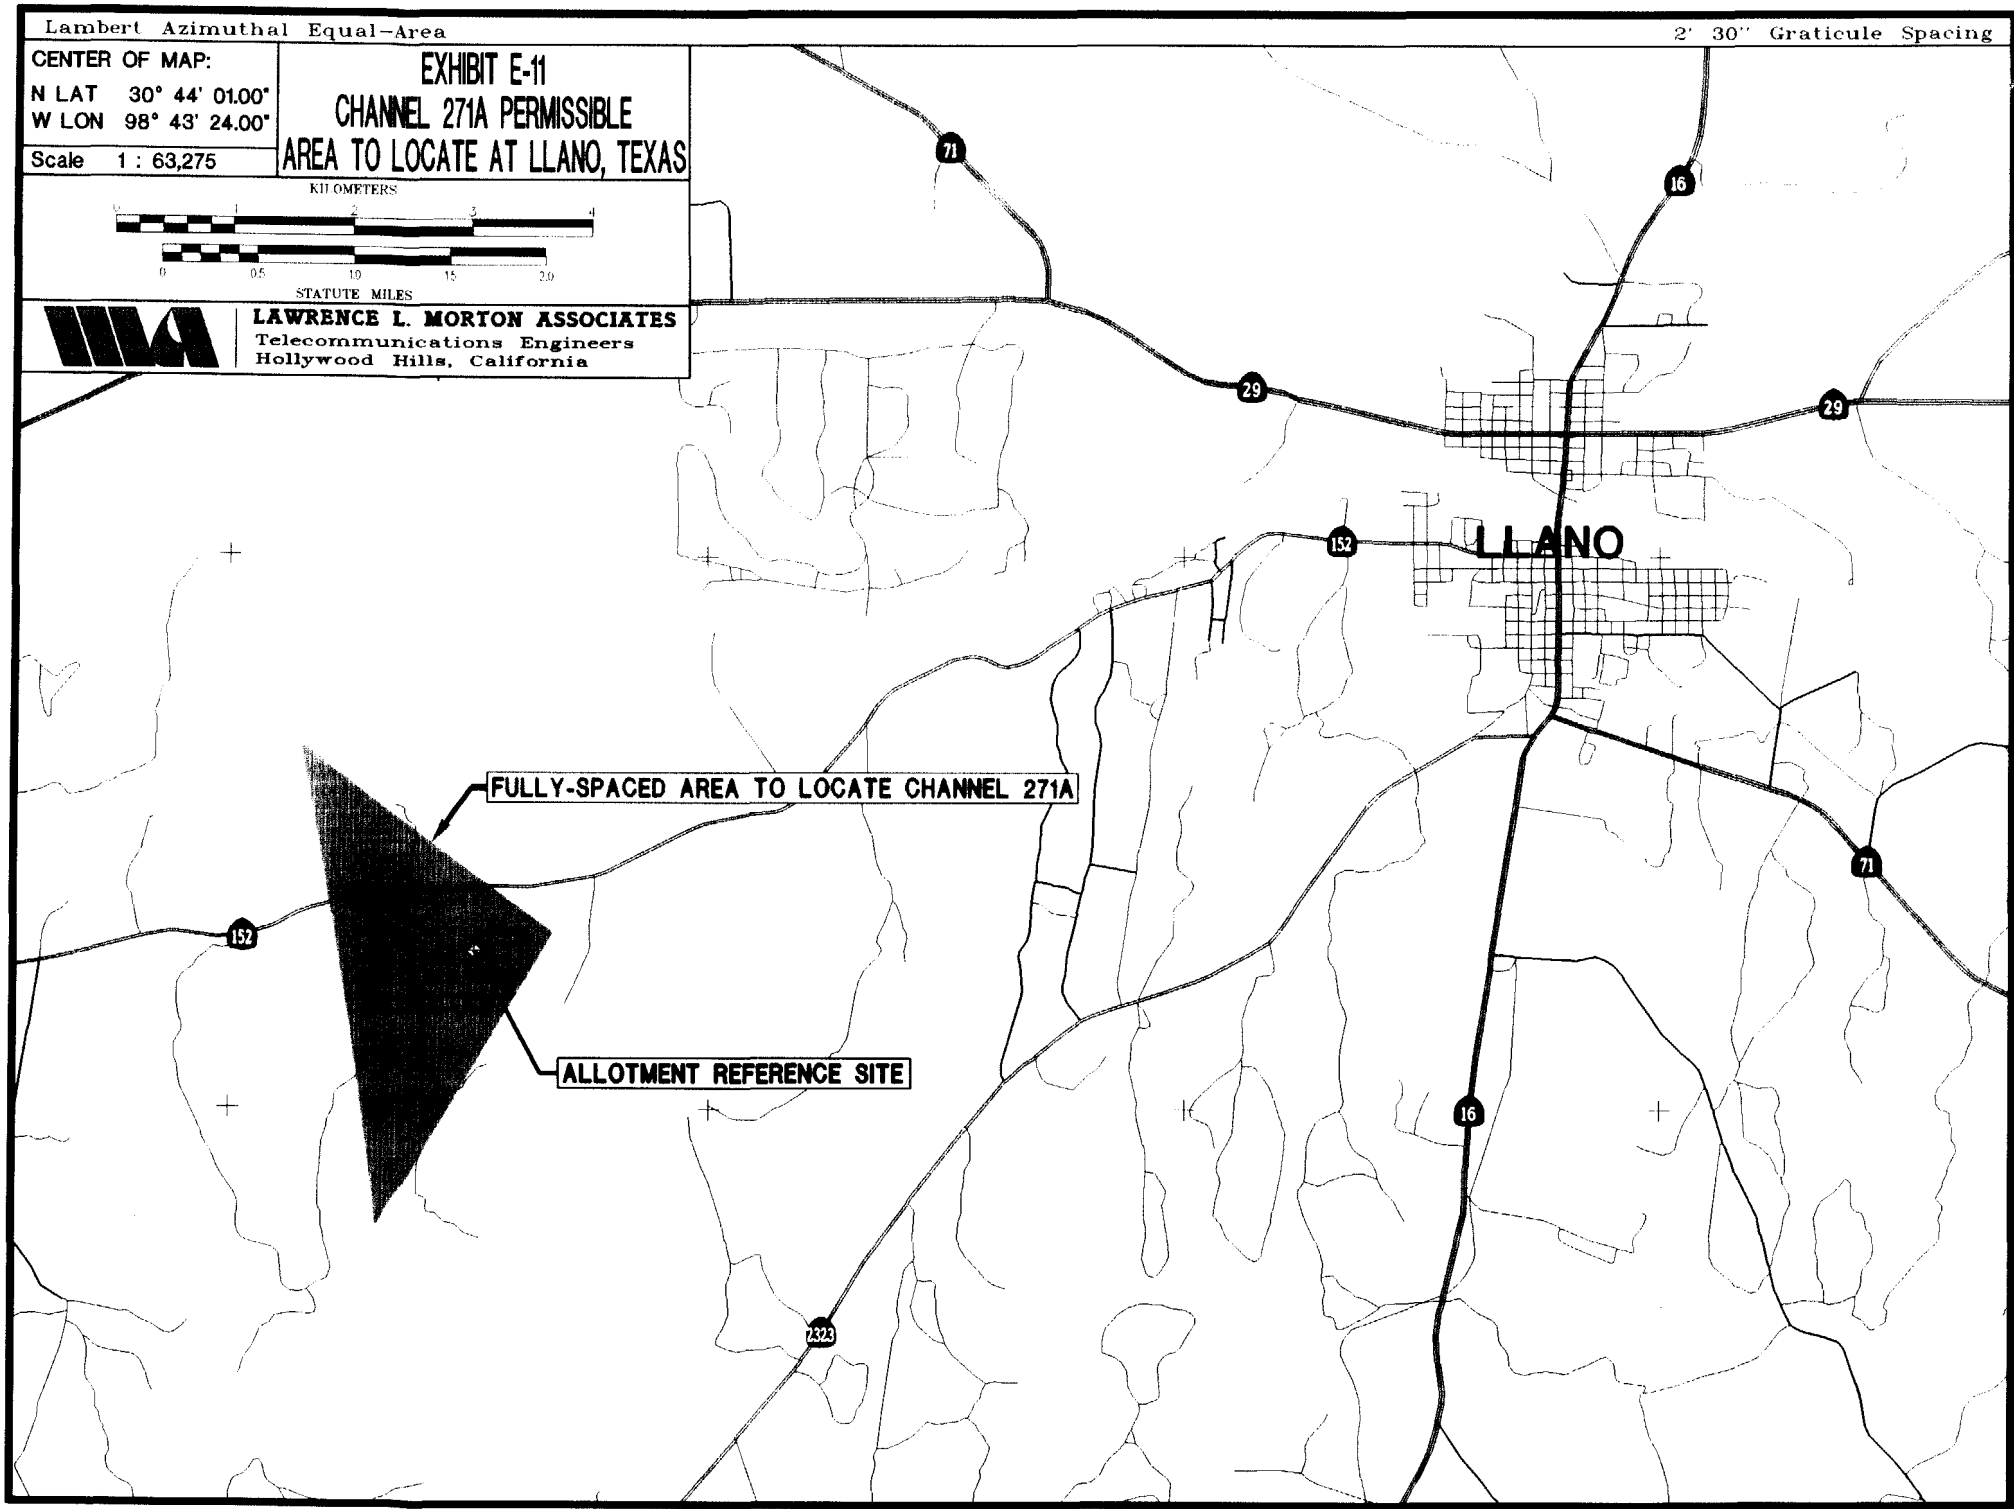 Lambert Azimuthal Equal-Area
2' 30" Graticule Spacing
CENTER OF MAP:
N LAT 30° 44' 01.00"
W LON 98° 43' 24.00"
Scale 1 : 63,275
EXHIBIT E-11
CHANNEL 271A PERMISSIBLE
AREA TO LOCATE AT LLANO, TEXAS
KILOMETERS
0 1 2 3 4
0 0.5 1.0 1.5 2.0
STATUTE MILES
LAWRENCE L. MORTON ASSOCIATES
Telecommunications Engineers
Hollywood Hills, California
71
16
29
29
152
LLANO
FULLY-SPACED AREA TO LOCATE CHANNEL 271A
71
152
ALLOTMENT REFERENCE SITE
16
2323